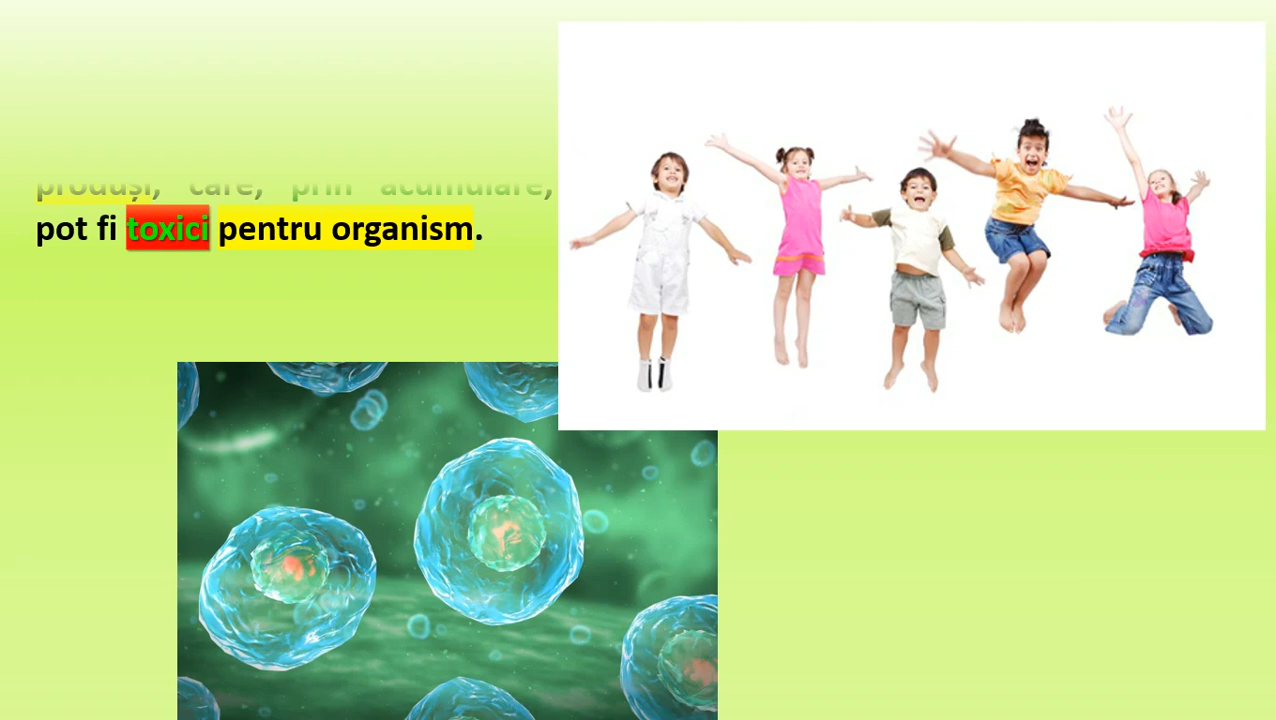 produși, care, prin acumulare,
pot fi toxici pentru organism.